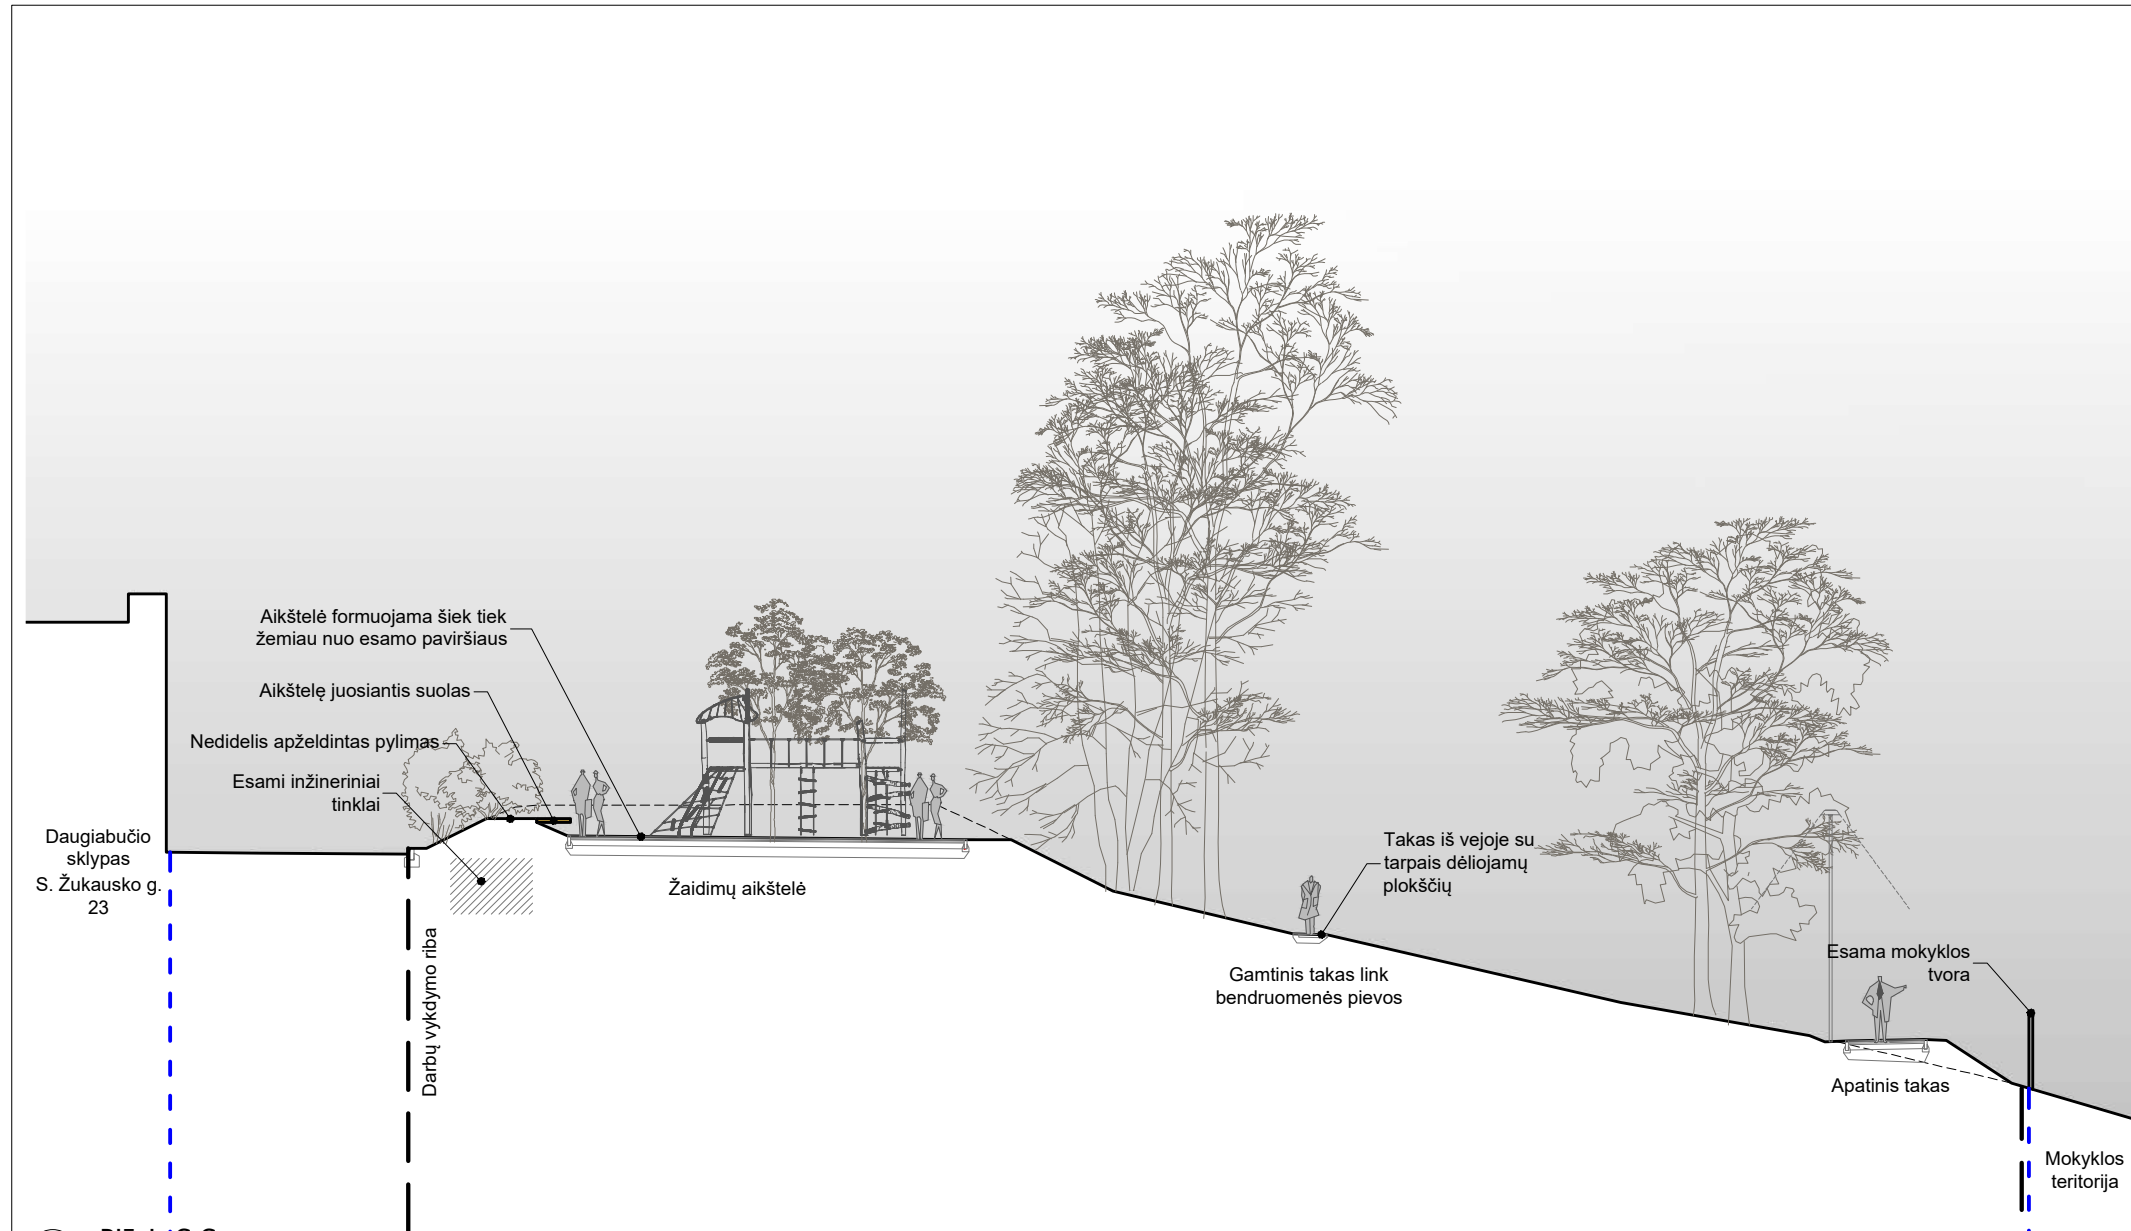 Aikštelė formuojama šiek tiek
žemiau nuo esamo paviršiaus
Aikštelę juosiantis suolas
Nedidelis apželdintas pylimas
Esami inžineriniai
tinklai
Daugiabučio
sklypas
S. Žukausko g.
23
Darbų vykdymo riba
Žaidimų aikštelė
Takas iš vejoje su
tarpais dėliojamų
plokščių
Gamtinis takas link
bendruomenės pievos
Esama mokyklos
tvora
Apatinis takas
Mokyklos
teritorija